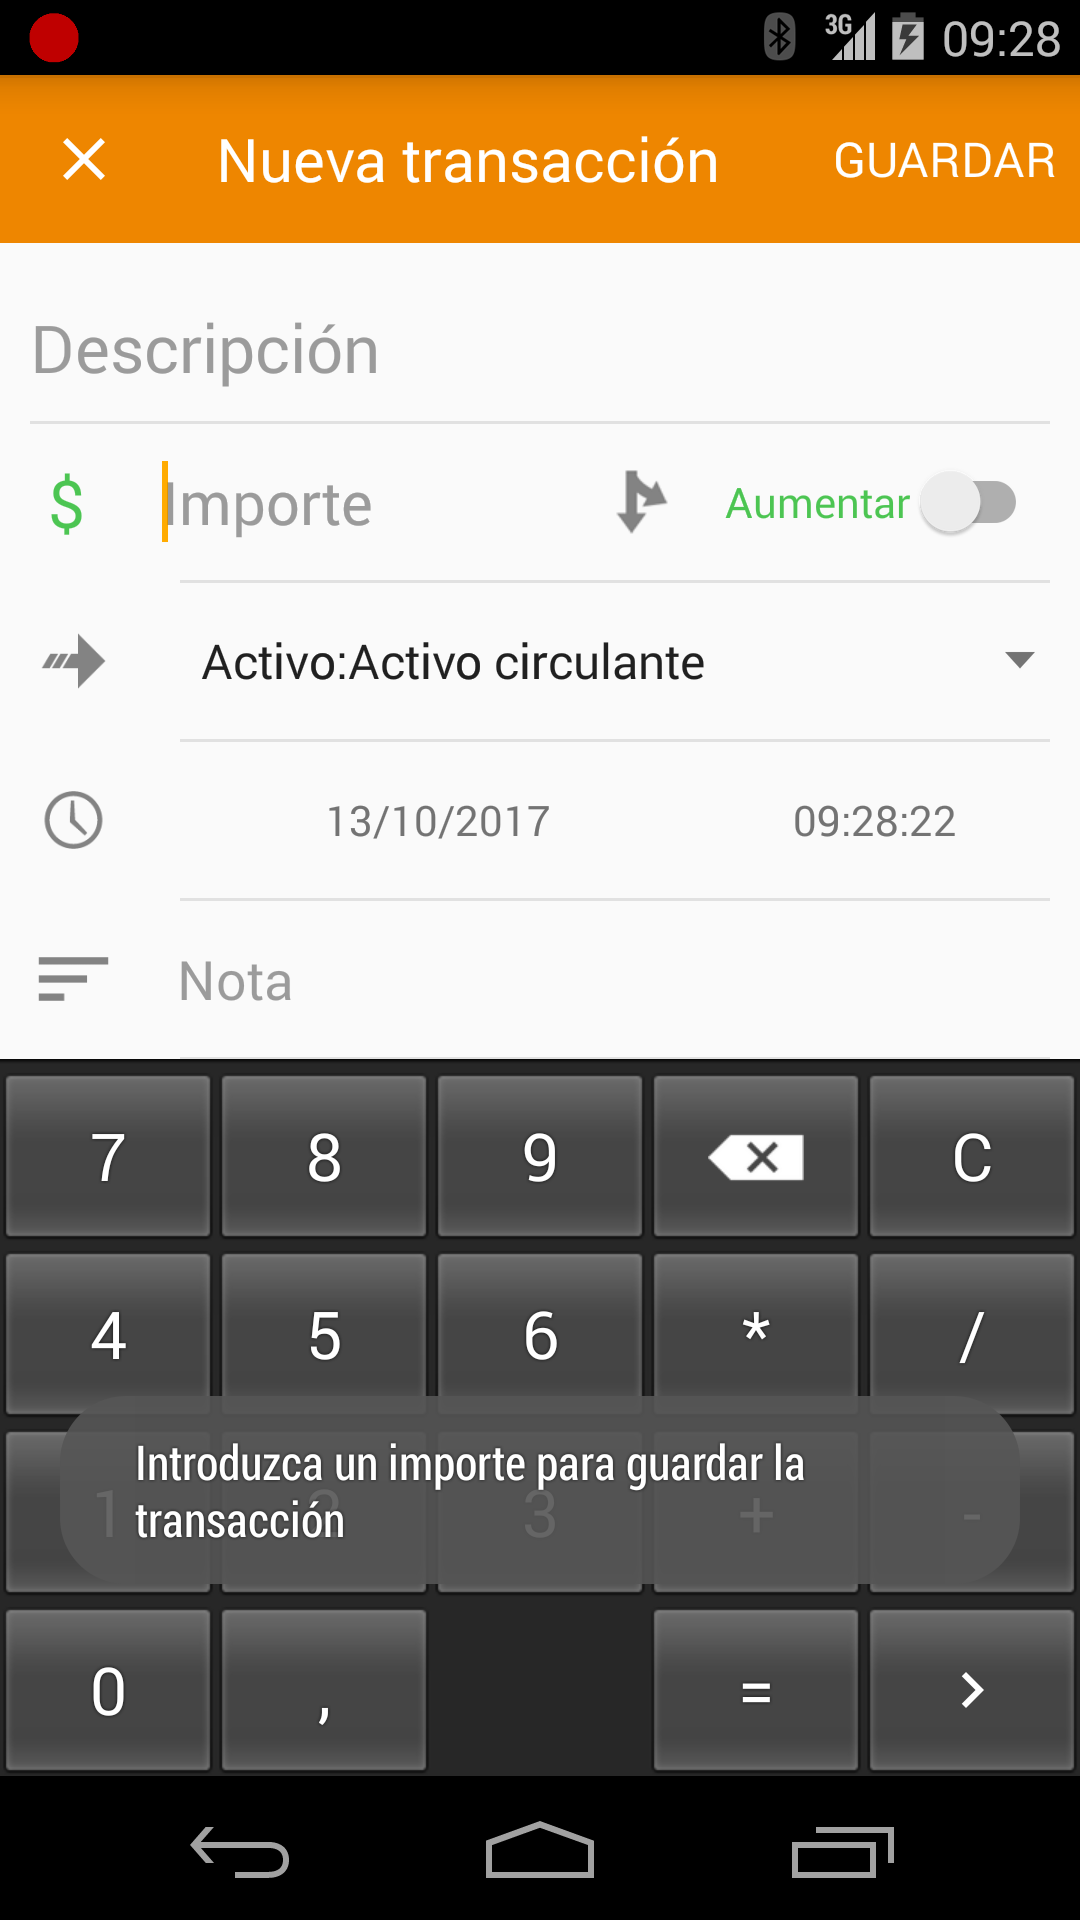 3G 09:28
Nueva transacción GUARDAR
Descripción
$ Importe Aumentar
Activo:Activo circulante
13/10/2017 09:28:22
Nota
7 8 9 C
4 5 6 * /
Introduzca un importe para guardar la
transacción
1 2 3 + -
0 , = >